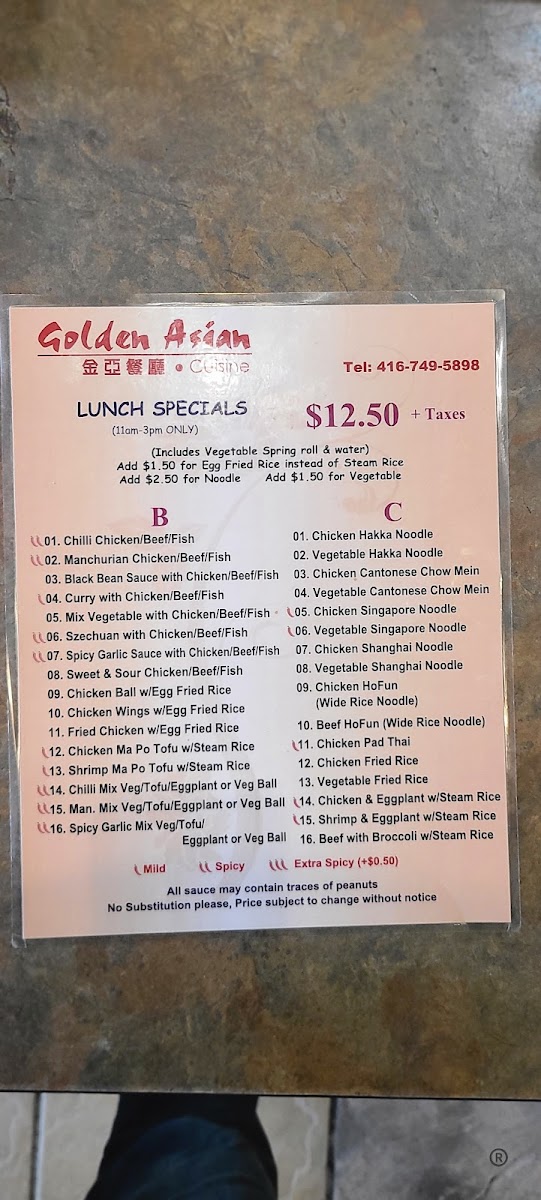 Golden Asian
金亞餐廳 • Cuisine
Tel: 416-749-5898
LUNCH SPECIALS
(11am-3pm ONLY)
$12.50 + Taxes
(Includes Vegetable Spring roll & water)
Add $1.50 for Egg Fried Rice instead of Steam Rice
Add $2.50 for Noodle Add $1.50 for Vegetable
B
01. Chilli Chicken/Beef/Fish
02. Manchurian Chicken/Beef/Fish
03. Black Bean Sauce with Chicken/Beef/Fish
04. Curry with Chicken/Beef/Fish
05. Mix Vegetable with Chicken/Beef/Fish
06. Szechuan with Chicken/Beef/Fish
07. Spicy Garlic Sauce with Chicken/Beef/Fish
08. Sweet & Sour Chicken/Beef/Fish
09. Chicken Ball w/Egg Fried Rice
10. Chicken Wings w/Egg Fried Rice
11. Fried Chicken w/Egg Fried Rice
12. Chicken Ma Po Tofu w/Steam Rice
13. Shrimp Ma Po Tofu w/Steam Rice
14. Chilli Mix Veg/Tofu/Eggplant or Veg Ball
15. Man. Mix Veg/Tofu/Eggplant or Veg Ball
16. Spicy Garlic Mix Veg/Tofu/
Eggplant or Veg Ball
C
01. Chicken Hakka Noodle
02. Vegetable Hakka Noodle
03. Chicken Cantonese Chow Mein
04. Vegetable Cantonese Chow Mein
05. Chicken Singapore Noodle
06. Vegetable Singapore Noodle
07. Chicken Shanghai Noodle
08. Vegetable Shanghai Noodle
09. Chicken HoFun
(Wide Rice Noodle)
10. Beef HoFun (Wide Rice Noodle)
11. Chicken Pad Thai
12. Chicken Fried Rice
13. Vegetable Fried Rice
14. Chicken & Eggplant w/Steam Rice
15. Shrimp & Eggplant w/Steam Rice
16. Beef with Broccoli w/Steam Rice
Mild Spicy Extra Spicy (+$0.50)
All sauce may contain traces of peanuts
No Substitution please, Price subject to change without notice
®